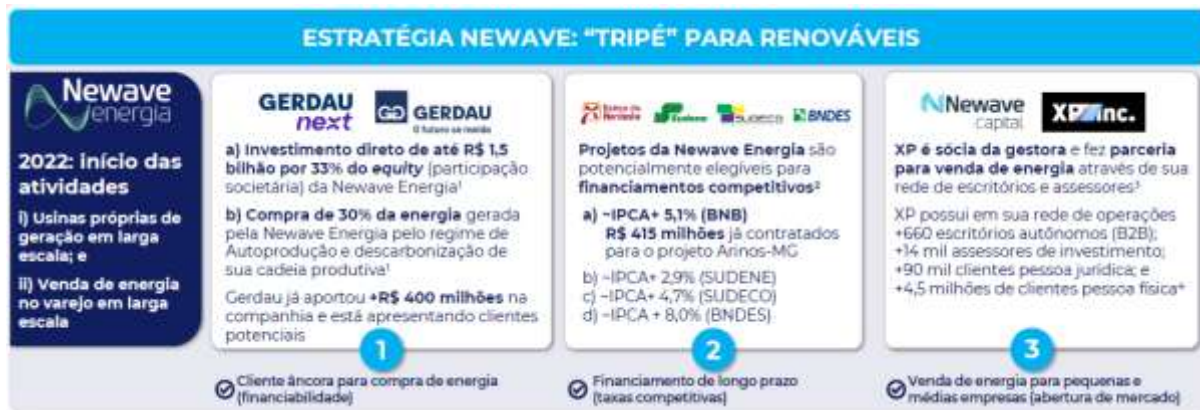 ESTRATÉGIA NEWAVE: “TRIPÉ” PARA RENOVÁVEIS
Newave
energia
2022: início das
atividades
i) Usinas próprias de
geração em larga
escala; e
ii) Venda de energia
no varejo em larga
escala
GERDAU
next
GERDAU
O futuro se molda
a) Investimento direto de até R$ 1,5
bilhão por 33% do equity (participação
societária) da Newave Energia¹
b) Compra de 30% da energia gerada
pela Newave Energia pelo regime de
Autoprodução e descarbonização de
sua cadeia produtiva¹
Gerdau já aportou +R$ 400 milhões na
companhia e está apresentando clientes
potenciais
1
Cliente âncora para compra de energia
(financiabilidade)
Banco do
Nordeste
Sudene
SUDECO
BNDES
Projetos da Newave Energia são
potencialmente elegíveis para
financiamentos competitivos²
a) ~IPCA+ 5,1% (BNB)
R$ 415 milhões já contratados
para o projeto Arinos-MG
b) ~IPCA+ 2,9% (SUDENE)
c) ~IPCA+ 4,7% (SUDECO)
d) ~IPCA + 8,0% (BNDES)
2
Financiamento de longo prazo
(taxas competitivas)
Newave
capital
XP inc.
XP é sócia da gestora e fez parceria
para venda de energia através de sua
rede de escritórios e assessores³
XP possui em sua rede de operações
+660 escritórios autônomos (B2B);
+14 mil assessores de investimento;
+90 mil clientes pessoa jurídica; e
+4,5 milhões de clientes pessoa física⁴
3
Venda de energia para pequenas e
médias empresas (abertura de mercado)